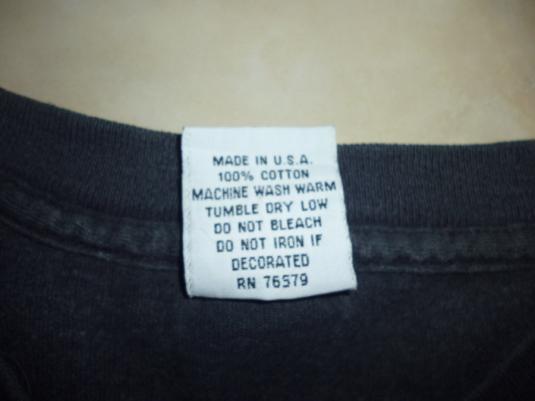 MADE IN U.S.A.
100% COTTON
MACHINE WASH WARM
TUMBLE DRY LOW
DO NOT BLEACH
DO NOT IRON IF
DECORATED
RN 76579